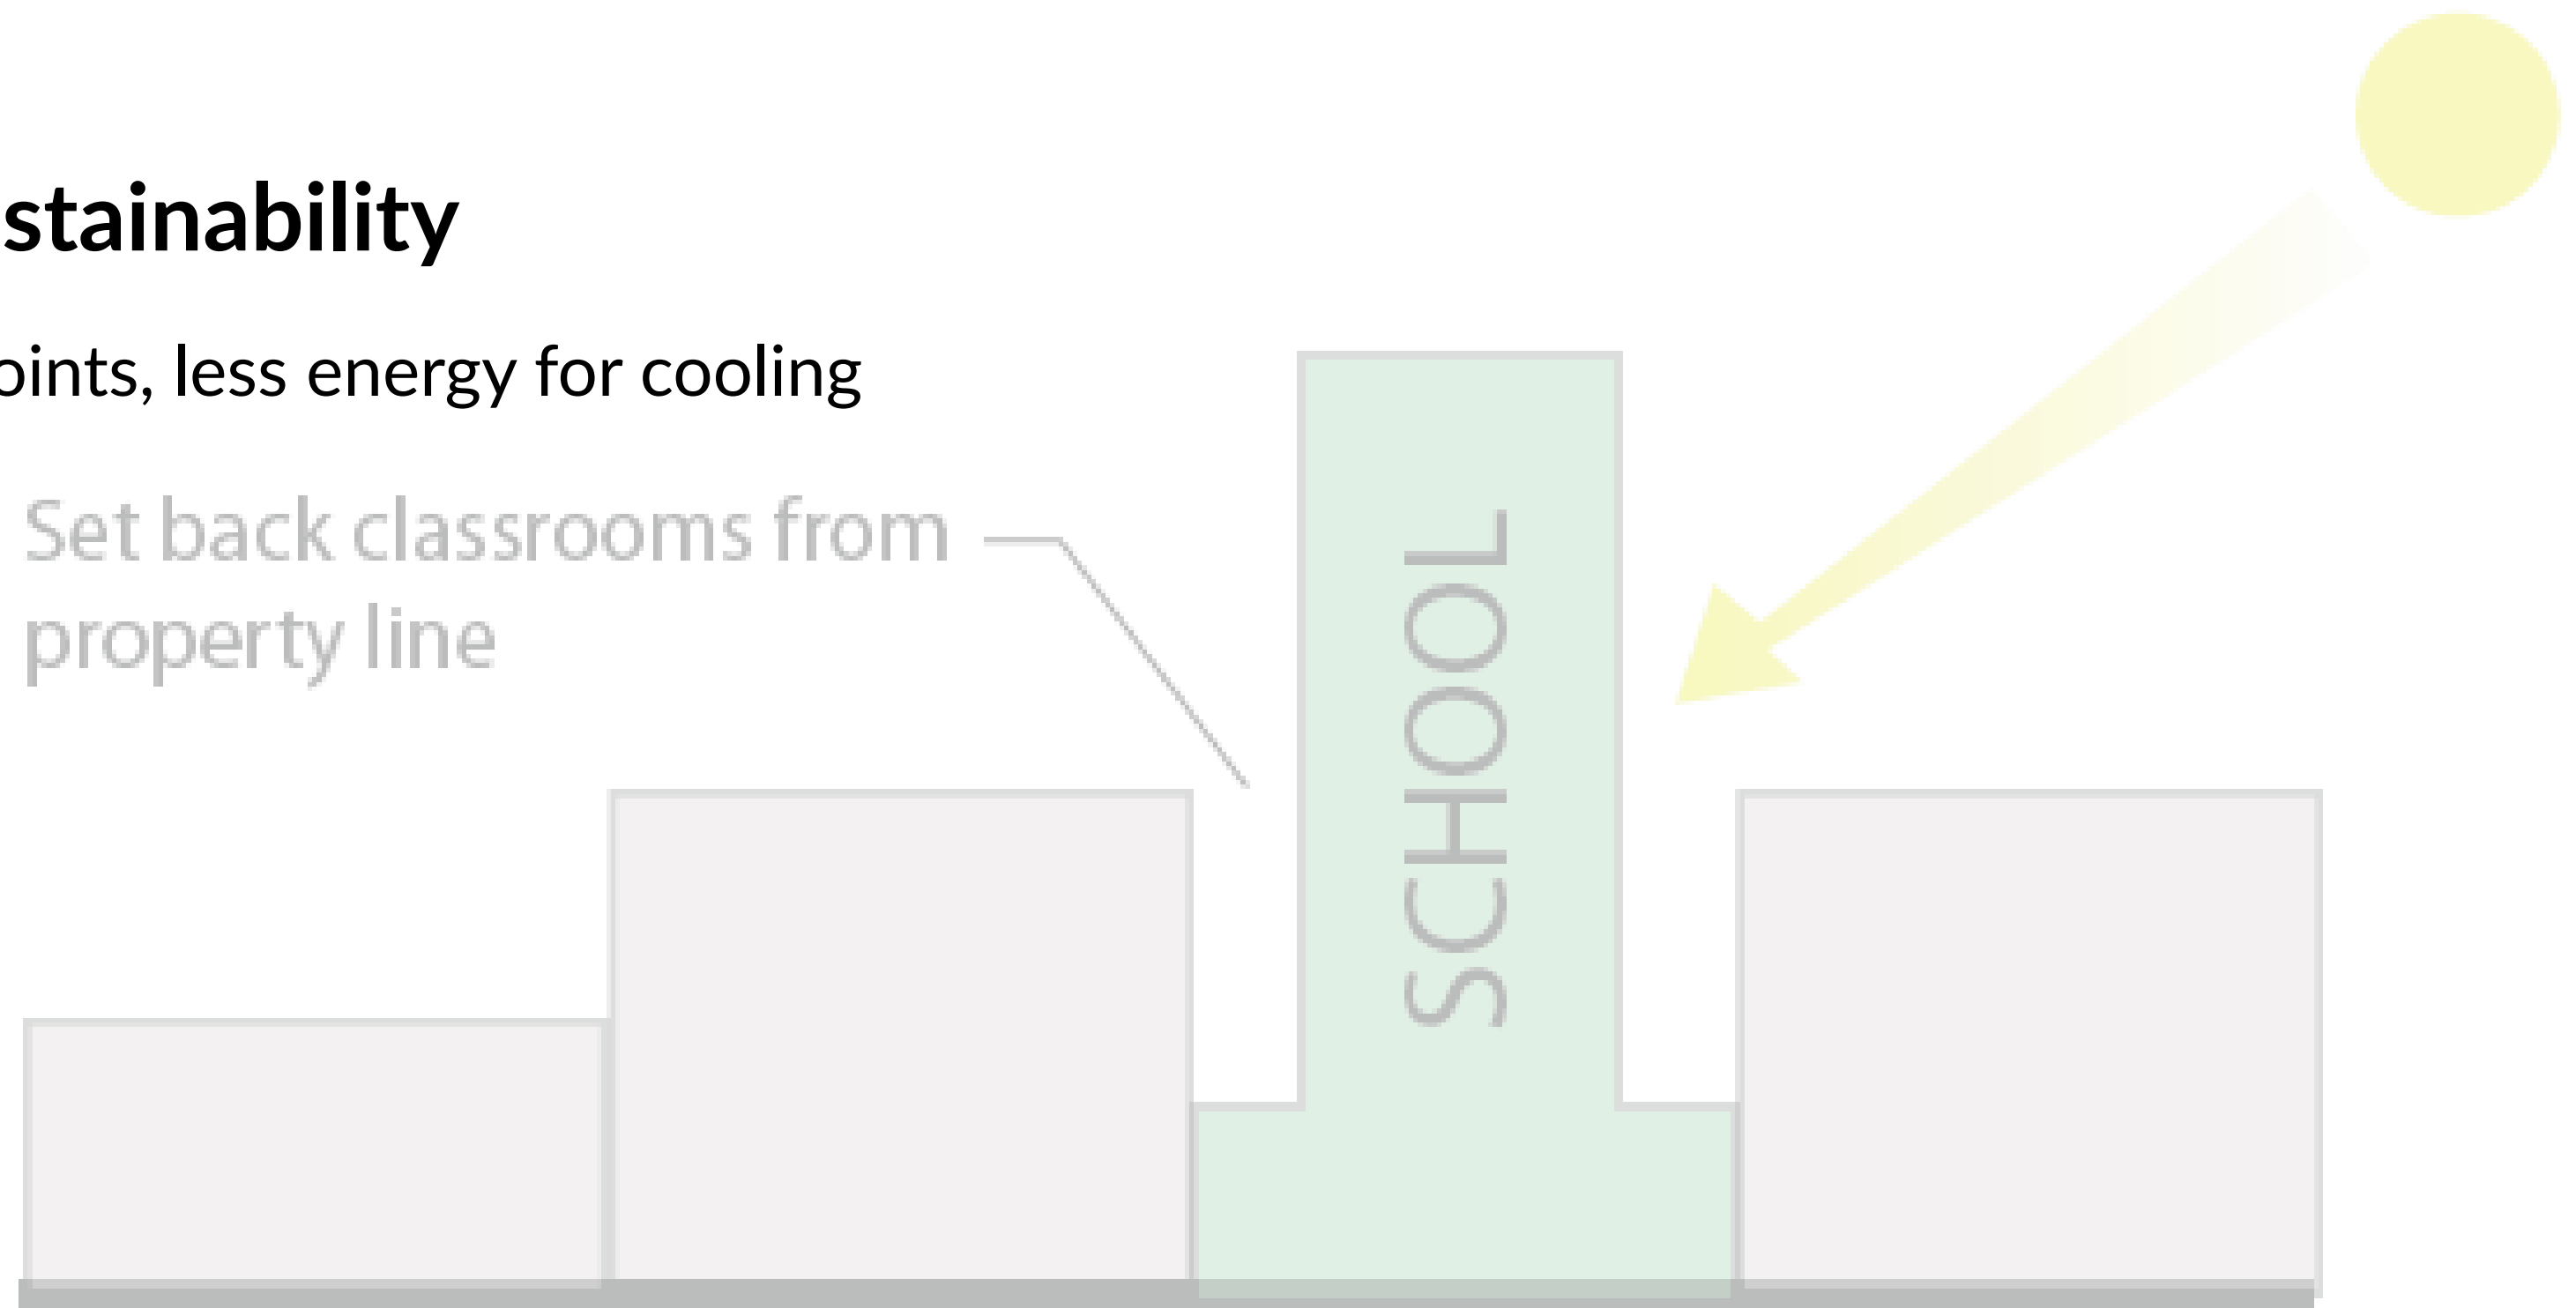 stainability
oints, less energy for cooling
Set back classrooms from
property line
SCHOOL